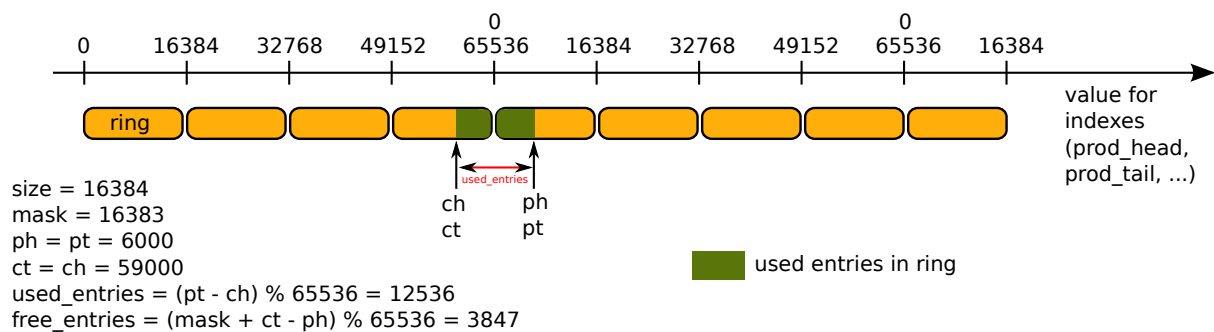 0 0
0 16384 32768 49152 65536 16384 32768 49152 65536 16384
ring
value for
indexes
(prod_head,
prod_tail, ...)
used_entries
ch
ct
ph
pt
size = 16384
mask = 16383
ph = pt = 6000
ct = ch = 59000
used_entries = (pt - ch) % 65536 = 12536
free_entries = (mask + ct - ph) % 65536 = 3847
used entries in ring